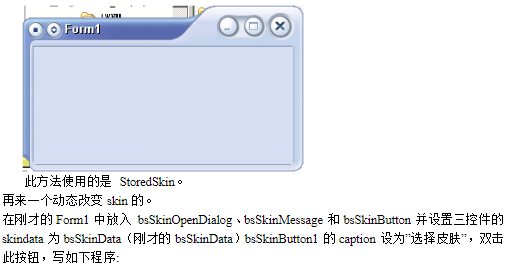 Form1
此方法使用的是 StoredSkin。
再来一个动态改变 skin 的。
在刚才的 Form1 中放入 bsSkinOpenDialog、bsSkinMessage 和 bsSkinButton 并设置三控件的
skindata 为 bsSkinData（刚才的 bsSkinData）bsSkinButton1 的 caption 设为”选择皮肤”，双击
此按钮，写如下程序: